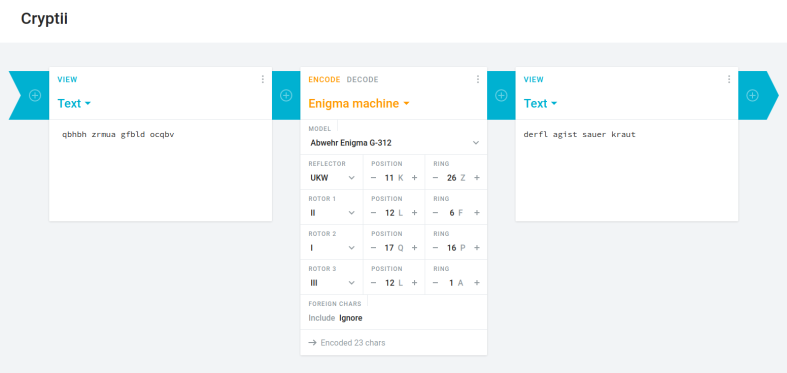 Cryptii
VIEW
Text
qbhbh zrmua gfbld ocqbv
ENCODE DECODE
Enigma machine
MODEL
Abwehr Enigma G-312
REFLECTOR POSITION RING
UKW − 11 K + − 26 Z +
ROTOR 1 POSITION RING
II − 12 L + − 6 F +
ROTOR 2 POSITION RING
I − 17 Q + − 16 P +
ROTOR 3 POSITION RING
III − 12 L + − 1 A +
FOREIGN CHARS
Include Ignore
→ Encoded 23 chars
VIEW
Text
derfl agist sauer kraut